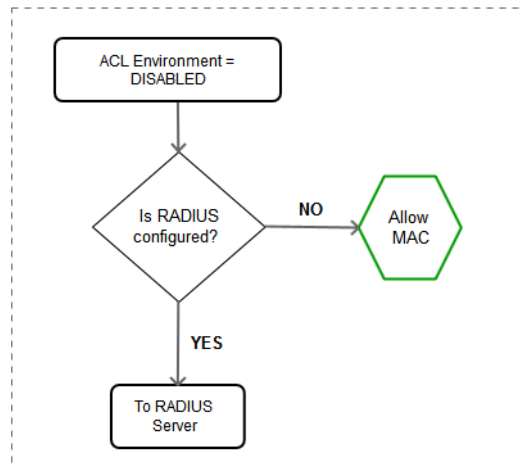 ACL Environment =
DISABLED
Is RADIUS
configured?
NO
Allow
MAC
YES
To RADIUS
Server